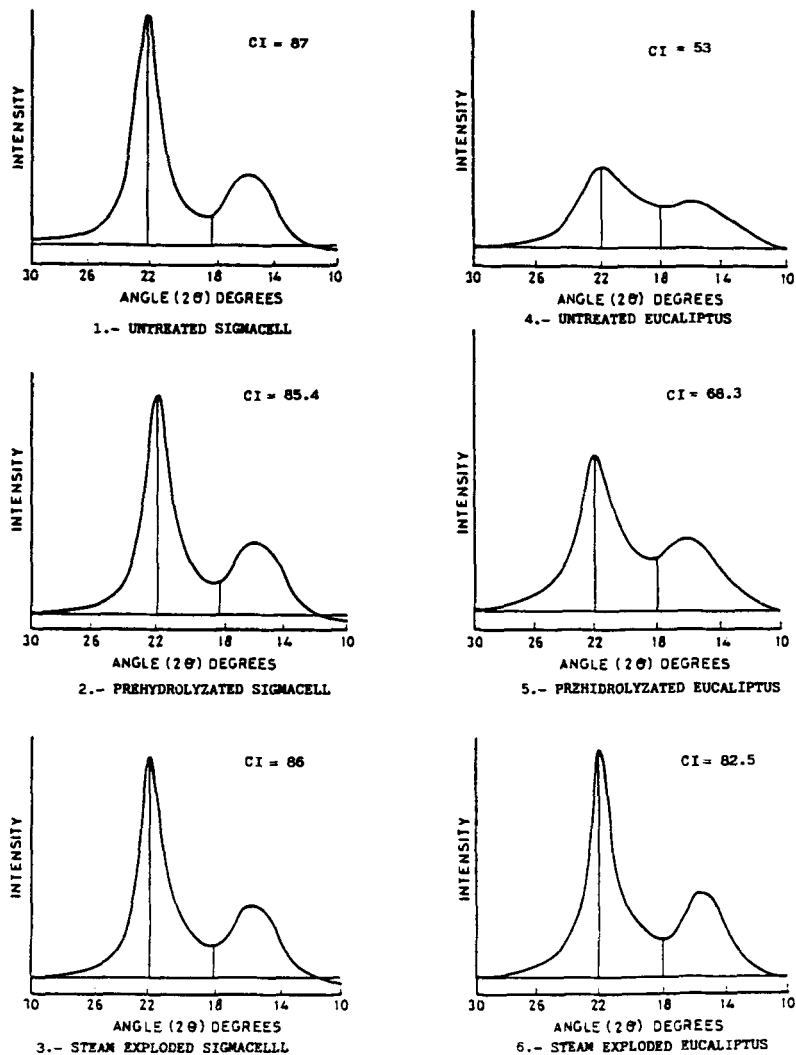 CI = 87
INTENSITY
30 26 22 18 14 10
ANGLE (2θ) DEGREES
1.- UNTREATED SIGMACELL
CI = 53
INTENSITY
30 26 22 18 14 10
ANGLE (2θ) DEGREES
4.- UNTREATED EUCALIPTUS
CI = 85.4
INTENSITY
30 26 22 18 14 10
ANGLE (2θ) DEGREES
2.- PREHYDROLYZATED SIGMACELL
CI = 68.3
INTENSITY
30 26 22 18 14 10
ANGLE (2θ) DEGREES
5.- PREHIDROLYZATED EUCALIPTUS
CI = 86
INTENSITY
30 26 22 18 14 10
ANGLE (2θ) DEGREES
3.- STEAM EXPLODED SIGMACELLL
CI = 82.5
INTENSITY
30 26 22 18 14 10
ANGLE (2θ) DEGREES
6.- STEAM EXPLODED EUCALIPTUS